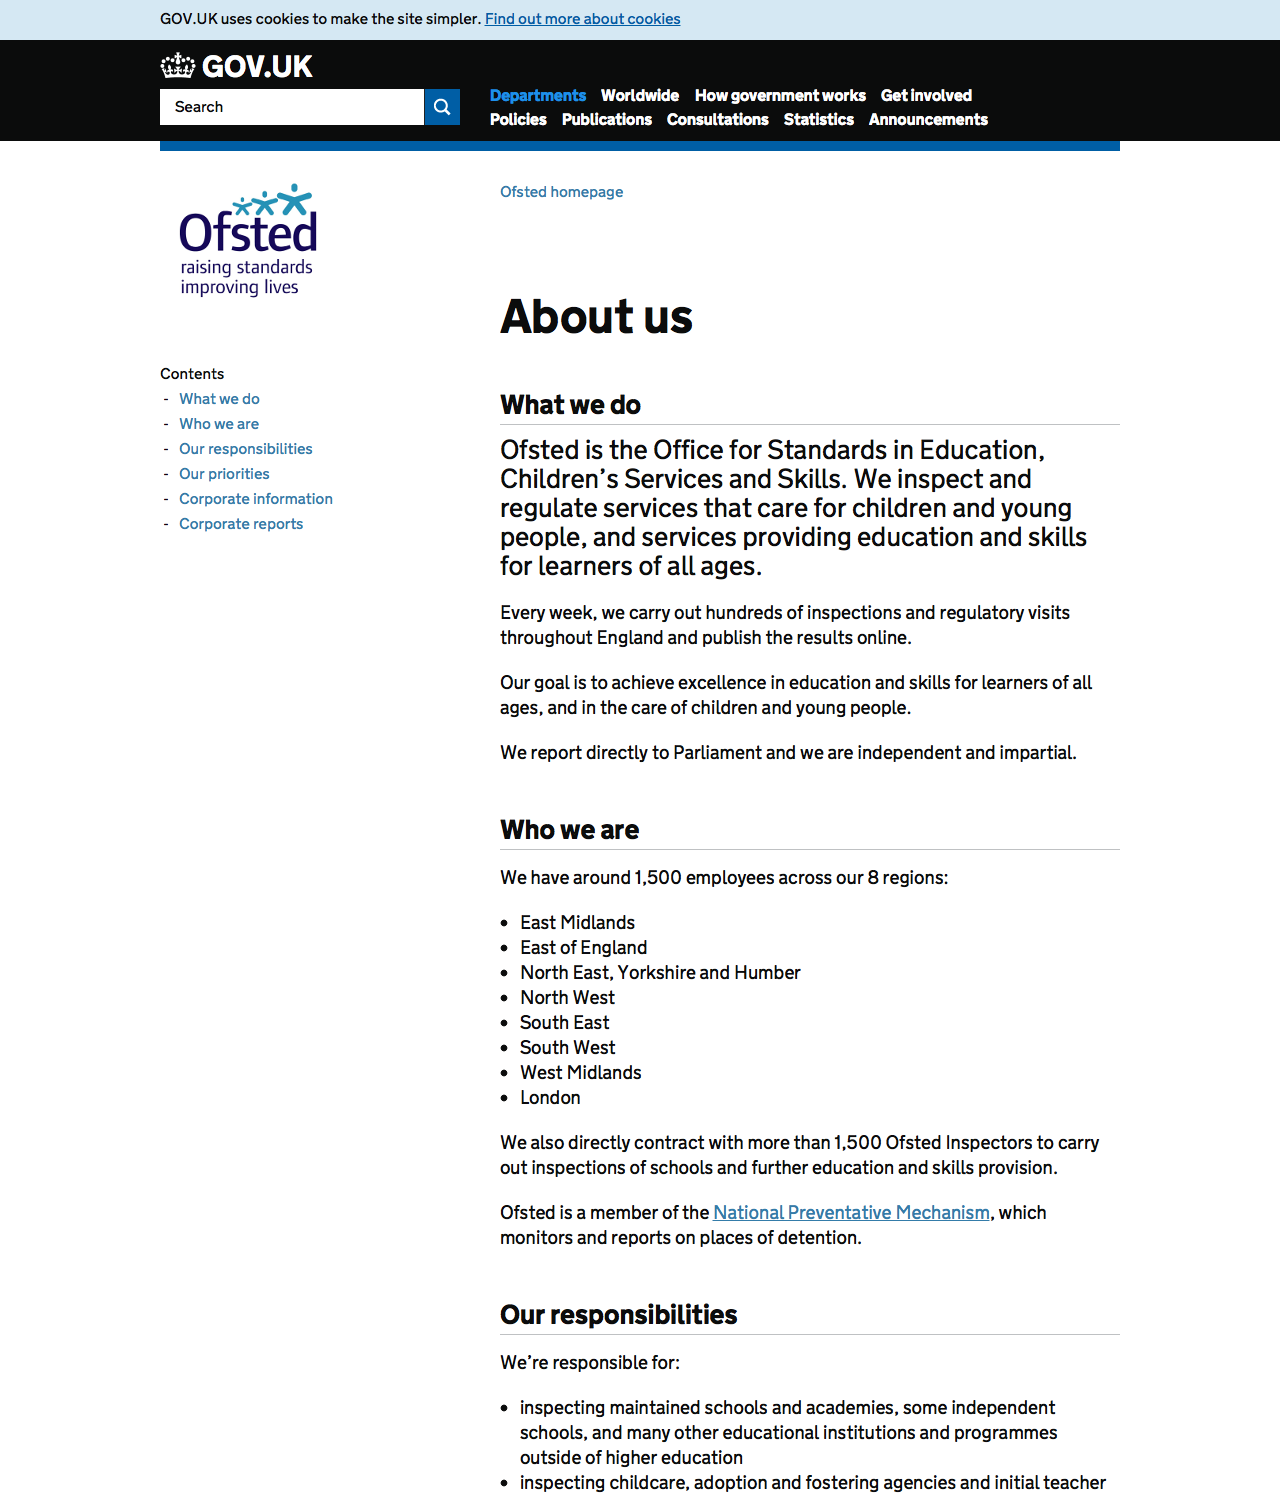 GOV.UK uses cookies to make the site simpler. Find out more about cookies
GOV.UK
Search
Departments Worldwide How government works Get involved
Policies Publications Consultations Statistics Announcements
Ofsted
raising standards
improving lives
Ofsted homepage
About us
Contents
- What we do
- Who we are
- Our responsibilities
- Our priorities
- Corporate information
- Corporate reports
What we do
Ofsted is the Office for Standards in Education,
Children’s Services and Skills. We inspect and
regulate services that care for children and young
people, and services providing education and skills
for learners of all ages.
Every week, we carry out hundreds of inspections and regulatory visits
throughout England and publish the results online.
Our goal is to achieve excellence in education and skills for learners of all
ages, and in the care of children and young people.
We report directly to Parliament and we are independent and impartial.
Who we are
We have around 1,500 employees across our 8 regions:
• East Midlands
• East of England
• North East, Yorkshire and Humber
• North West
• South East
• South West
• West Midlands
• London
We also directly contract with more than 1,500 Ofsted Inspectors to carry
out inspections of schools and further education and skills provision.
Ofsted is a member of the National Preventative Mechanism, which
monitors and reports on places of detention.
Our responsibilities
We’re responsible for:
• inspecting maintained schools and academies, some independent
schools, and many other educational institutions and programmes
outside of higher education
• inspecting childcare, adoption and fostering agencies and initial teacher